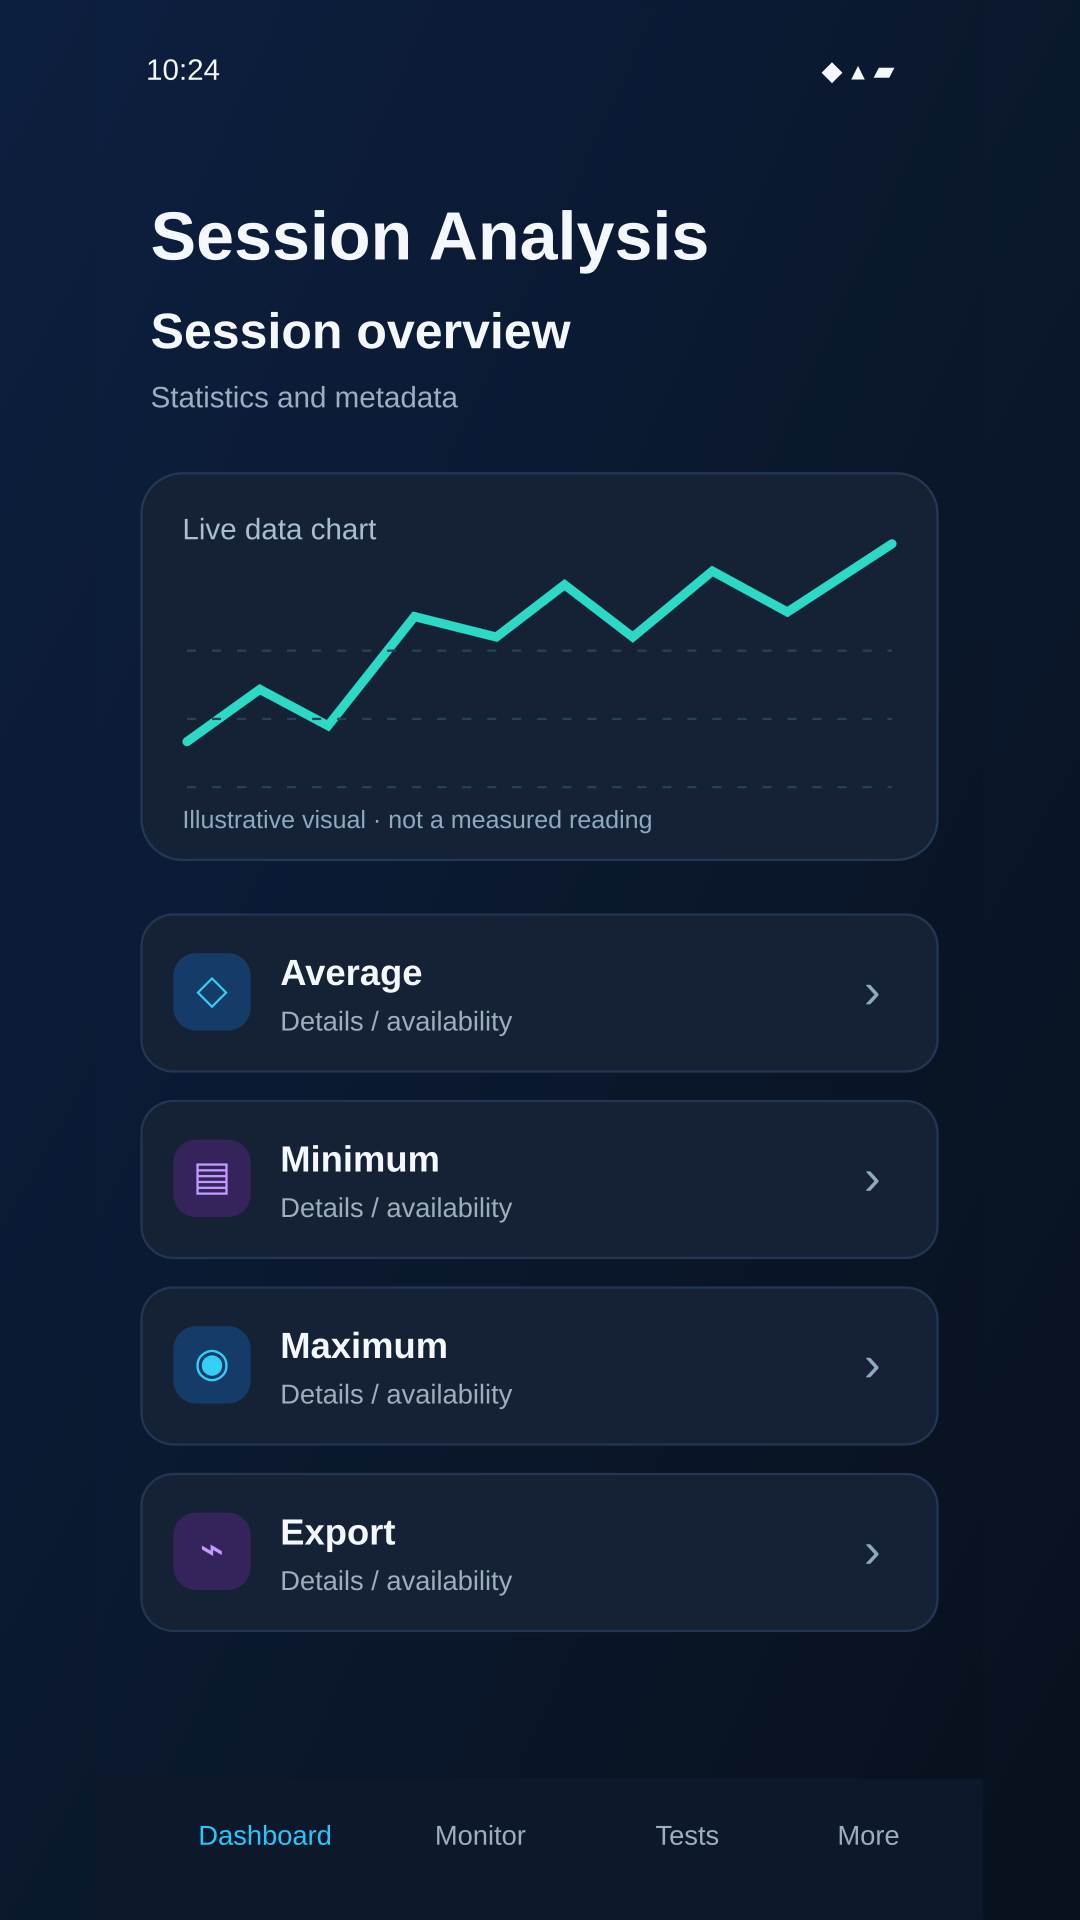 10:24
Session Analysis
Session overview
Statistics and metadata
Live data chart
Illustrative visual · not a measured reading
Average
Details / availability
Minimum
Details / availability
Maximum
Details / availability
Export
Details / availability
Dashboard Monitor Tests More